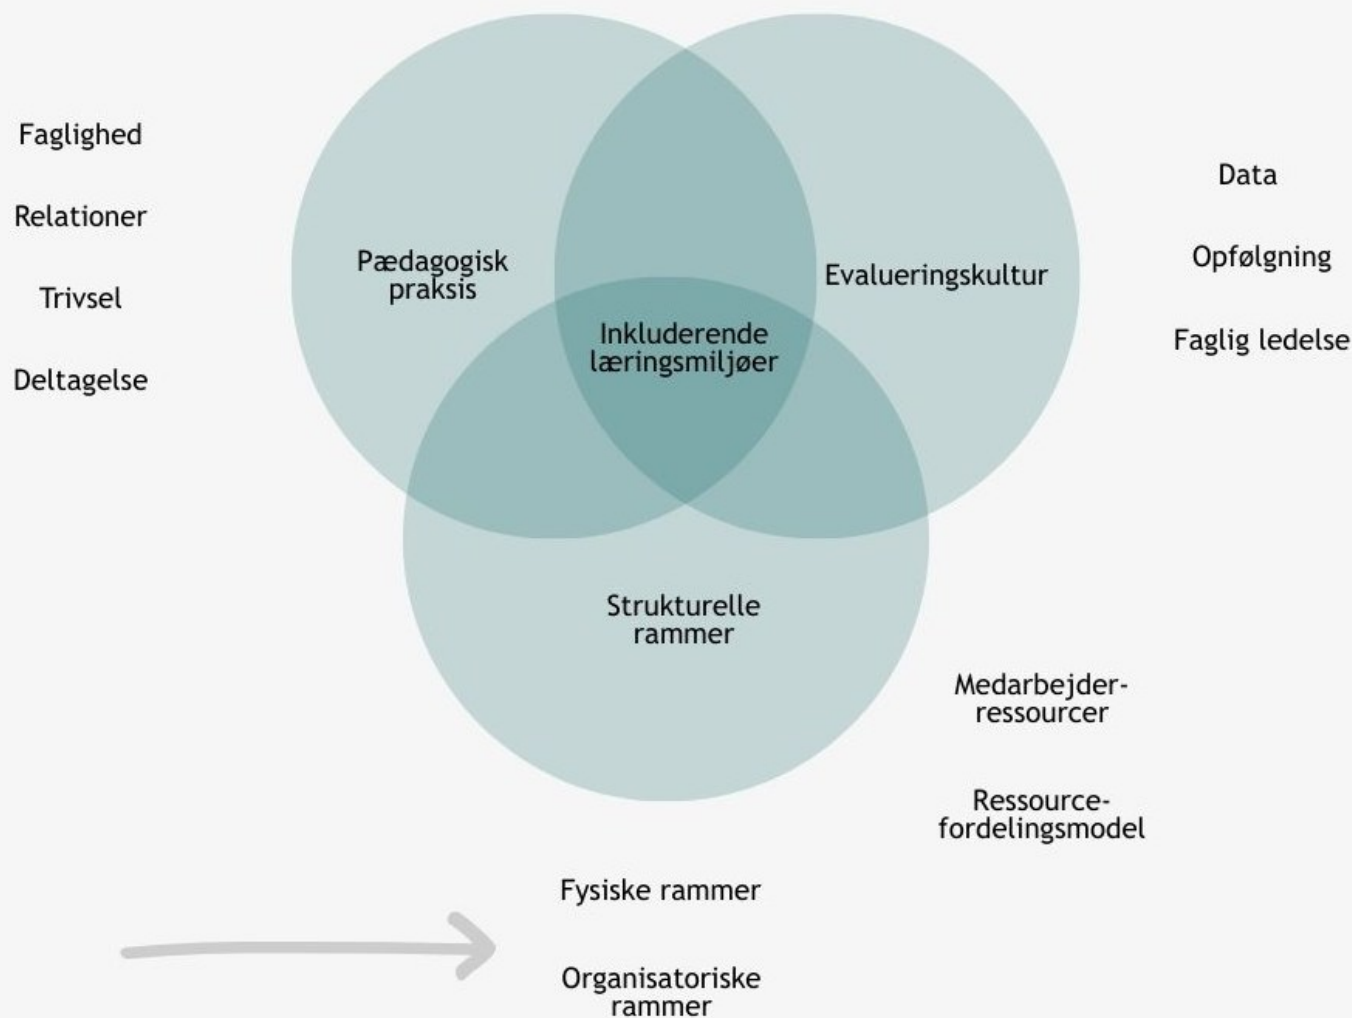 Faglighed
Relationer
Trivsel
Deltagelse
Pædagogisk
praksis
Inkluderende
læringsmiljøer
Evalueringskultur
Data
Opfølgning
Faglig ledelse
Strukturelle
rammer
Medarbejder-
ressourcer
Ressource-
fordelingsmodel
Fysiske rammer
Organisatoriske
rammer